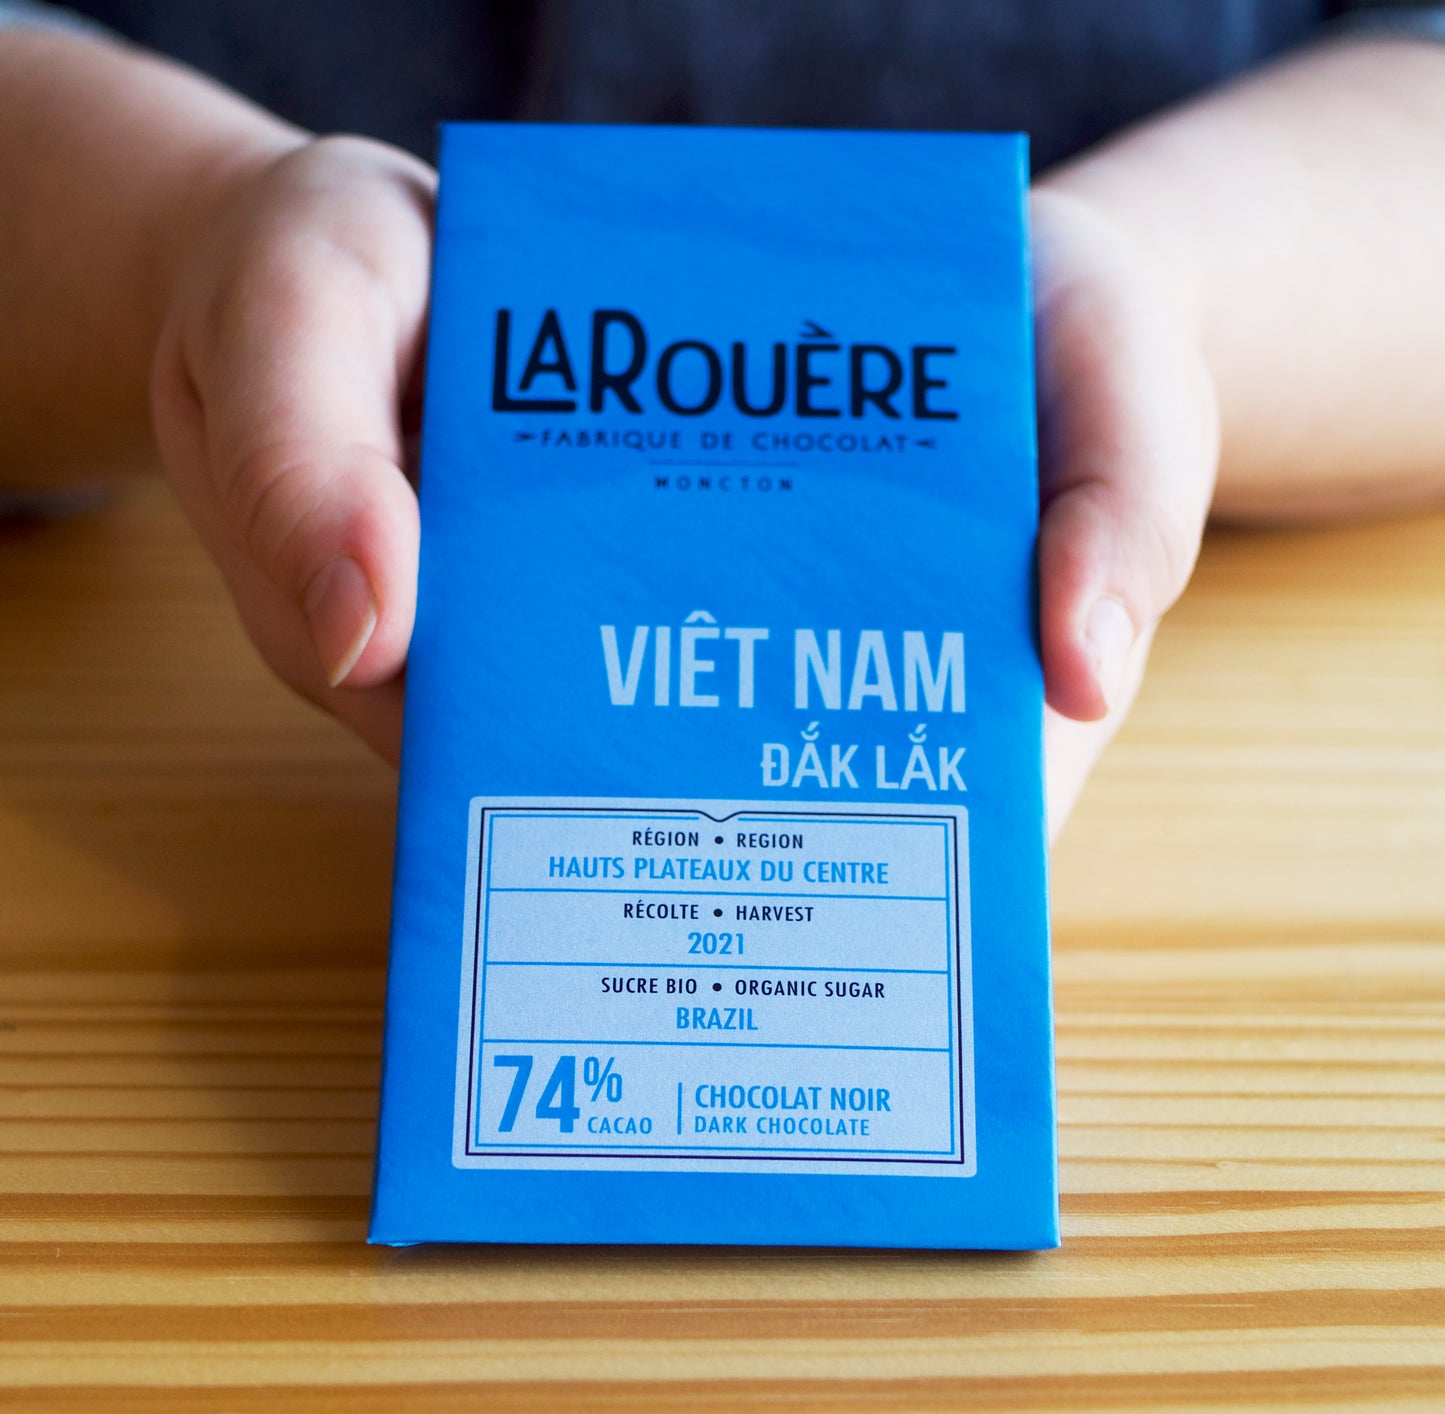 LAROUÈRE
FABRIQUE DE CHOCOLAT
MONCTON
VIÊT NAM
ĐẮK LẮK
RÉGION • REGION
HAUTS PLATEAUX DU CENTRE
RÉCOLTE • HARVEST
2021
SUCRE BIO • ORGANIC SUGAR
BRAZIL
74% CACAO
CHOCOLAT NOIR
DARK CHOCOLATE